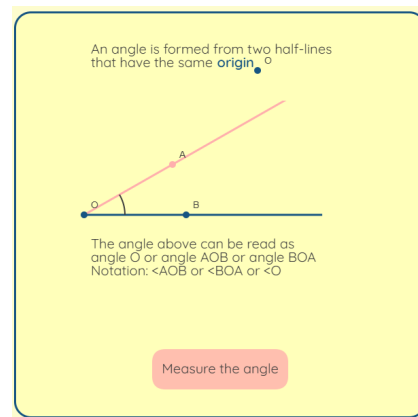 An angle is formed from two half-lines
that have the same origin O
A
O
B
The angle above can be read as
angle O or angle AOB or angle BOA
Notation: <AOB or <BOA or <O
Measure the angle